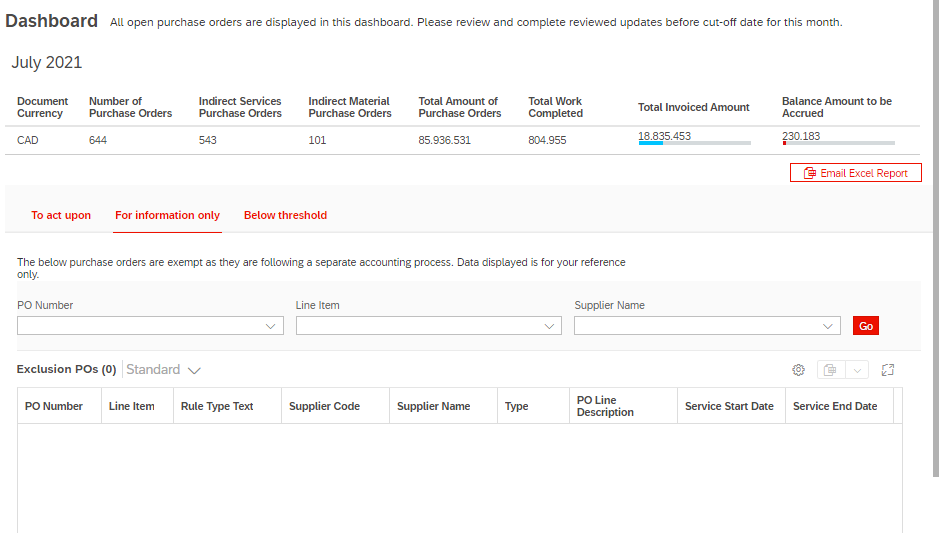 Dashboard All open purchase orders are displayed in this dashboard. Please review and complete reviewed updates before cut-off date for this month.
July 2021
Document Currency Number of Purchase Orders Indirect Services Purchase Orders Indirect Material Purchase Orders Total Amount of Purchase Orders Total Work Completed Total Invoiced Amount Balance Amount to be Accrued
CAD 644 543 101 85.936.531 804.955 18.835.453 230.183
Email Excel Report
To act upon For information only Below threshold
The below purchase orders are exempt as they are following a separate accounting process. Data displayed is for your reference
only.
PO Number Line Item Supplier Name
Go
Exclusion POs (0) Standard
PO Number Line Item Rule Type Text Supplier Code Supplier Name Type PO Line Description Service Start Date Service End Date